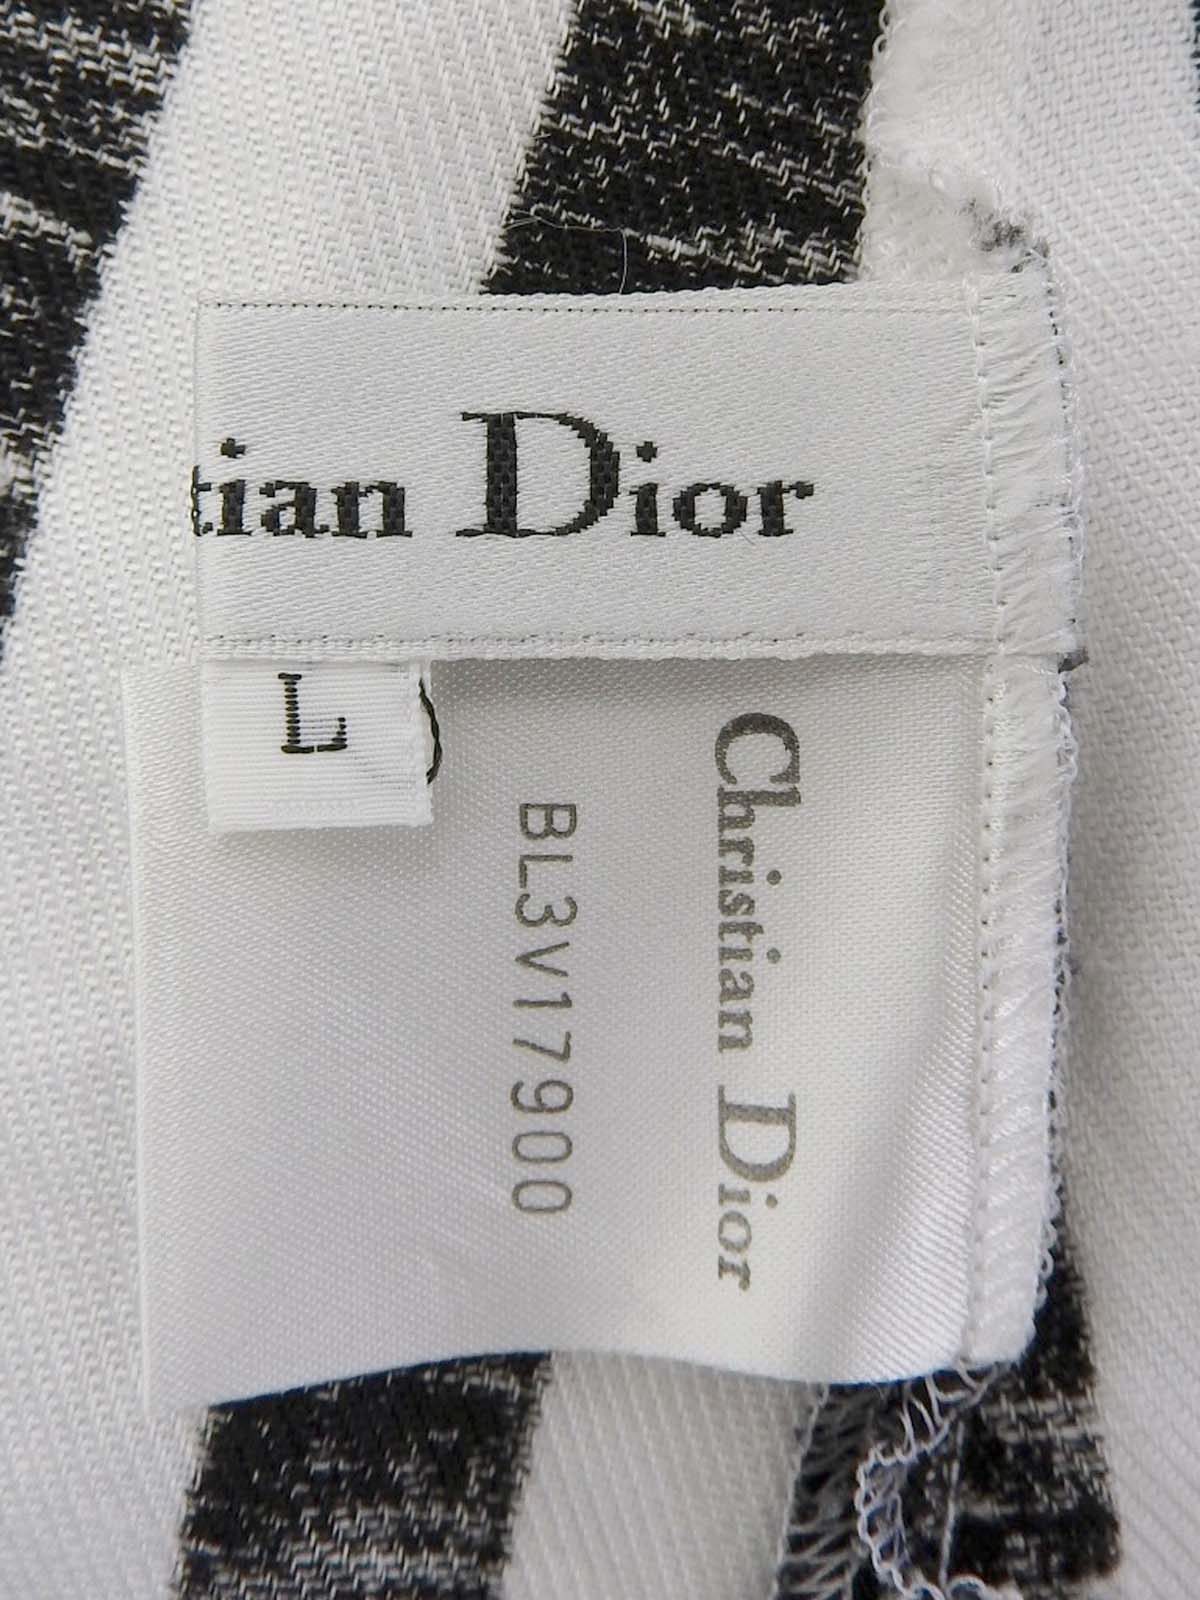 tian Dior
L
Christian Dior
BL3V17900